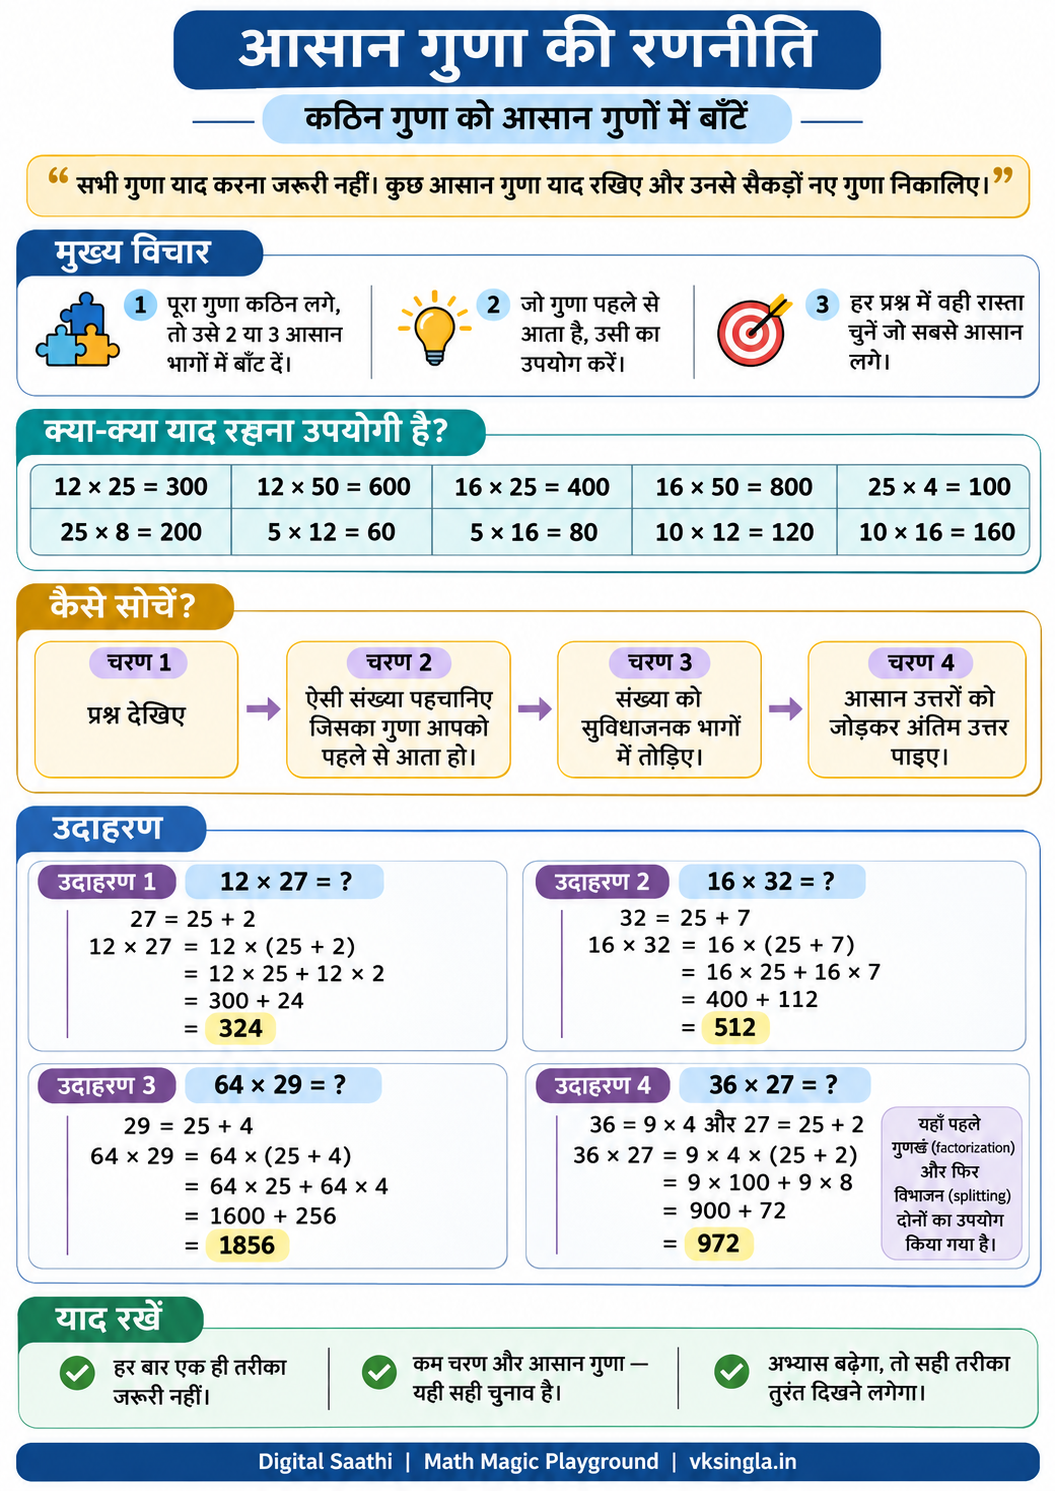 आसान गुणा की रणनीति
कठिन गुणा को आसान गुणों में बाँटें
“सभी गुणा याद करना जरूरी नहीं। कुछ आसान गुणा याद रखिए और उनसे सैकड़ों नए गुणा निकालिए।”
मुख्य विचार
1 पूरा गुणा कठिन लगे,
तो उसे 2 या 3 आसान
भागों में बाँट दें।
2 जो गुणा पहले से
आता है, उसी का
उपयोग करें।
3 हर प्रश्न में वही रास्ता
चुनें जो सबसे आसान
लगे।
क्या-क्या याद रखना उपयोगी है?
12 × 25 = 300 12 × 50 = 600 16 × 25 = 400 16 × 50 = 800 25 × 4 = 100
25 × 8 = 200 5 × 12 = 60 5 × 16 = 80 10 × 12 = 120 10 × 16 = 160
कैसे सोचें?
चरण 1
प्रश्न देखिए
चरण 2
ऐसी संख्या पहचानिए
जिसका गुणा आपको
पहले से आता हो।
चरण 3
संख्या को
सुविधाजनक भागों
में तोड़िए।
चरण 4
आसान उत्तरों को
जोड़कर अंतिम उत्तर
पाइए।
उदाहरण
उदाहरण 1 12 × 27 = ?
27 = 25 + 2
12 × 27 = 12 × (25 + 2)
= 12 × 25 + 12 × 2
= 300 + 24
= 324
उदाहरण 2 16 × 32 = ?
32 = 25 + 7
16 × 32 = 16 × (25 + 7)
= 16 × 25 + 16 × 7
= 400 + 112
= 512
उदाहरण 3 64 × 29 = ?
29 = 25 + 4
64 × 29 = 64 × (25 + 4)
= 64 × 25 + 64 × 4
= 1600 + 256
= 1856
उदाहरण 4 36 × 27 = ?
36 = 9 × 4 और 27 = 25 + 2
36 × 27 = 9 × 4 × (25 + 2)
= 9 × 100 + 9 × 8
= 900 + 72
= 972
यहाँ पहले
(factorization)
और फिर
विभाजन (splitting)
दोनों का उपयोग
किया गया है।
याद रखें
हर बार एक ही तरीका
जरूरी नहीं।
कम चरण और आसान गुणा —
यही सही चुनाव है।
अभ्यास बढ़ेगा, तो सही तरीका
तुरंत दिखने लगेगा।
Digital Saathi | Math Magic Playground | vksingla.in